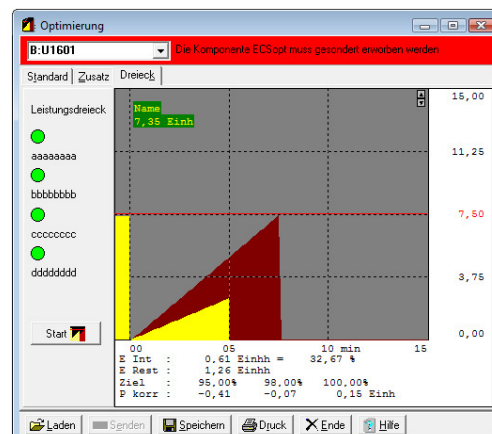 Optimierung
B:U1601
Die Komponente ECSopt muss gesondert erworben werden
Standard Zusatz Dreieck
Leistungsdreieck
aaaaaaaa
bbbbbbbb
cccccccc
dddddddd
Start
Name
7,35 Einh
15,00
11,25
7,50
3,75
0,00
00 05 10 min 15
E Int : 0.61 Einhh = 32,67 %
E Rest : 1,26 Einhh
Ziel : 95,00% 98,00% 100,00%
P korr : -0,41 -0,07 0,15 Einh
Laden Senden Speichern Druck Ende Hilfe